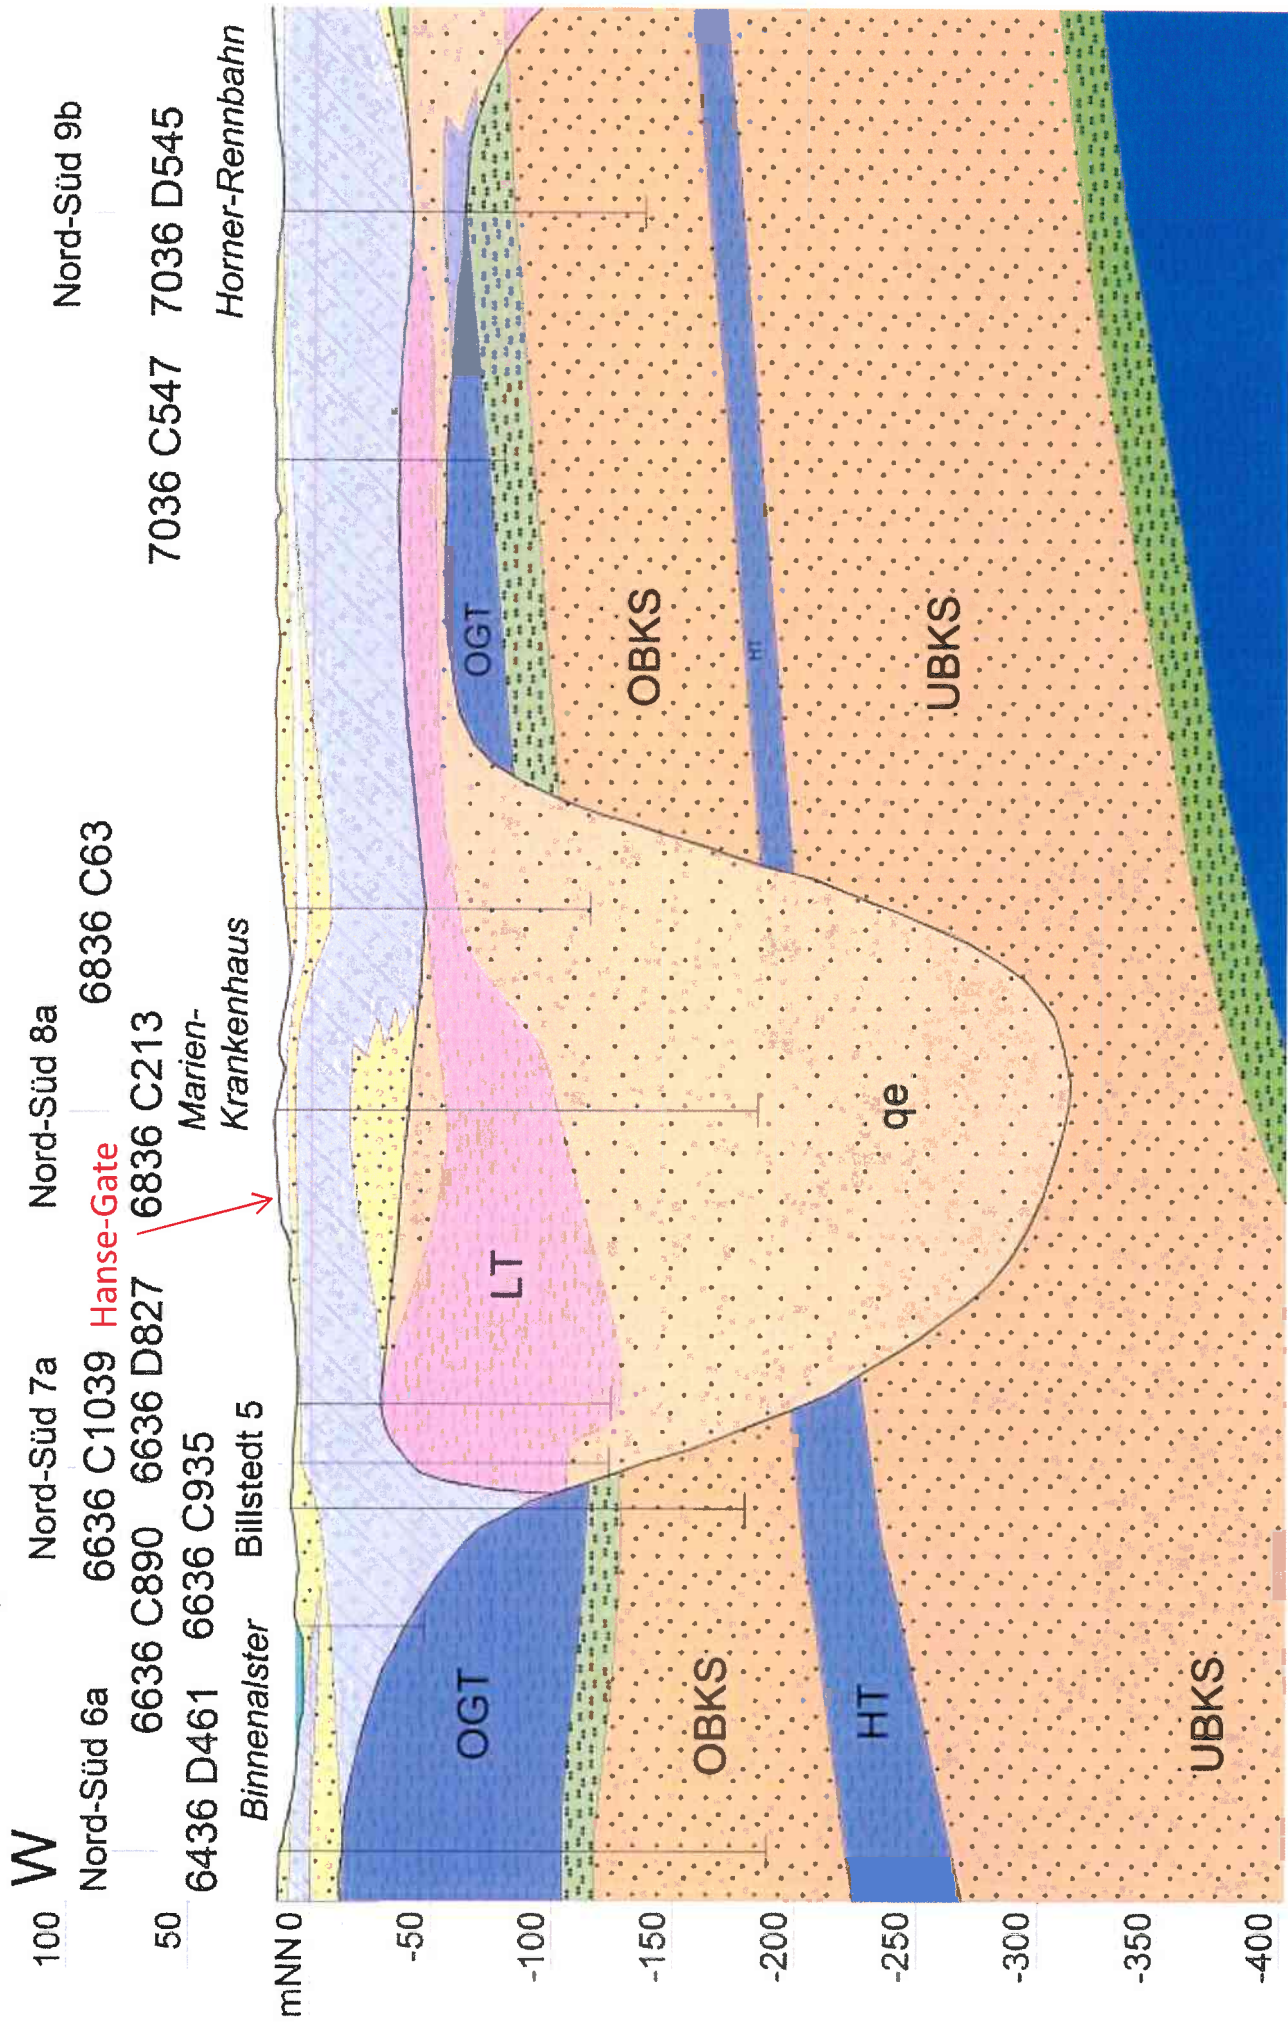 W
Nord-Süd 6a
Nord-Süd 7a
Nord-Süd 8a
Nord-Süd 9b
6636 C1039
Hanse-Gate
6836 C63
6636 C890
6636 D827
6836 C213
7036 C547
7036 D545
6436 D461
6636 C935
Marien-
Krankenhaus
Binnenalster
Billstedt 5
Horner-Rennbahn
100
50
mNN 0
-50
-100
-150
-200
-250
-300
-350
-400
OGT
LT
OGT
OBKS
OBKS
HT
HT
qe
UBKS
UBKS